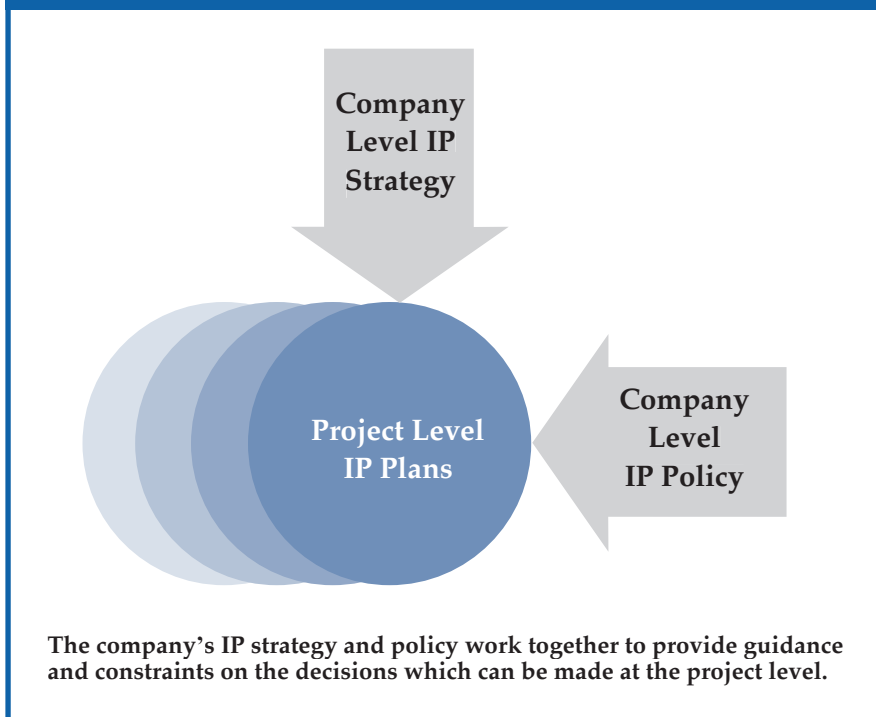 Company
Level IP
Strategy
Project Level
IP Plans
Company
Level
IP Policy
The company’s IP strategy and policy work together to provide guidance
and constraints on the decisions which can be made at the project level.